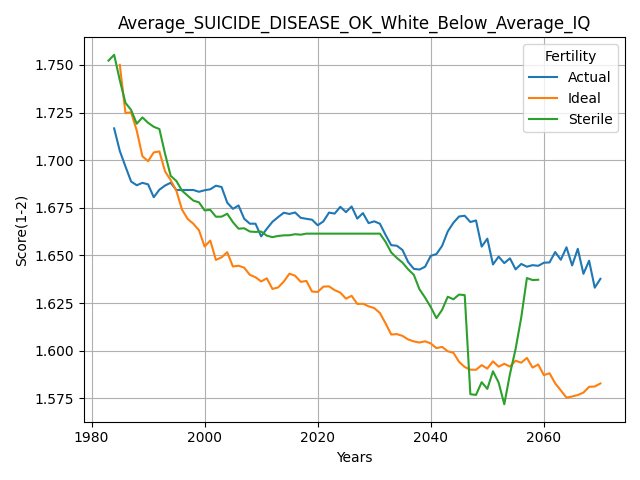 Average_SUICIDE_DISEASE_OK_White_Below_Average_IQ
Fertility
Actual
Ideal
Sterile
Score(1-2)
1.750
1.725
1.700
1.675
1.650
1.625
1.600
1.575
1980
2000
2020
2040
2060
Years